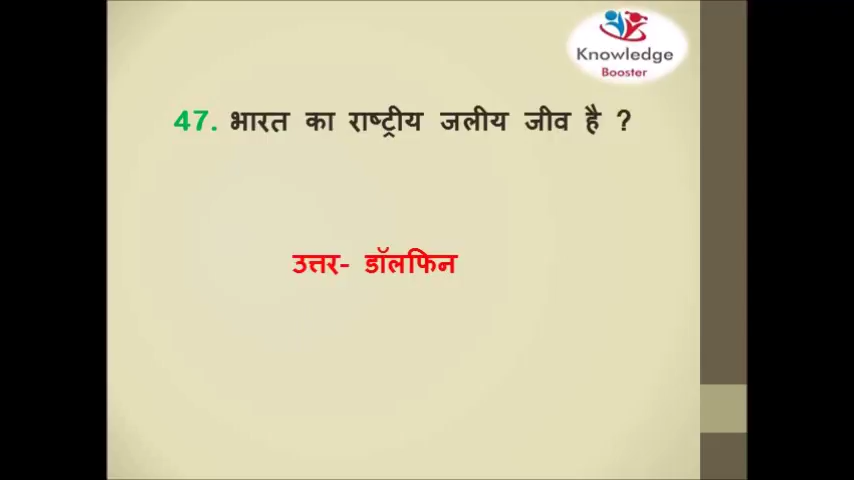 Knowledge
Booster
47. भारत का राष्ट्रीय जलीय जीव है ?
उत्तर- डॉलफिन